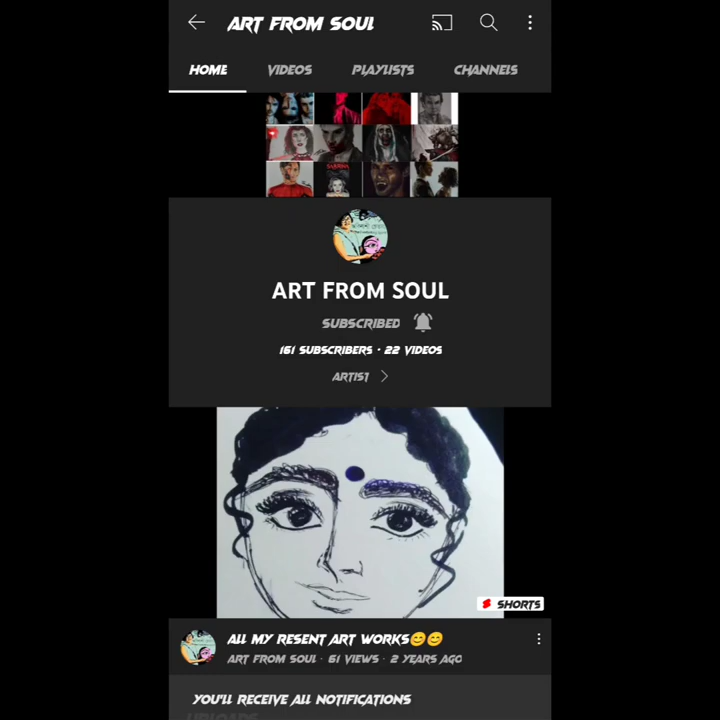 ART FROM SOUL
HOME VIDEOS PLAYLISTS CHANNELS
ART FROM SOUL
SUBSCRIBED
161 SUBSCRIBERS · 22 VIDEOS
ARTIST
SHORTS
ALL MY RESENT ART WORKS😊😊
ART FROM SOUL · 61 VIEWS · 2 YEARS AGO
YOU'LL RECEIVE ALL NOTIFICATIONS
UPLOADS